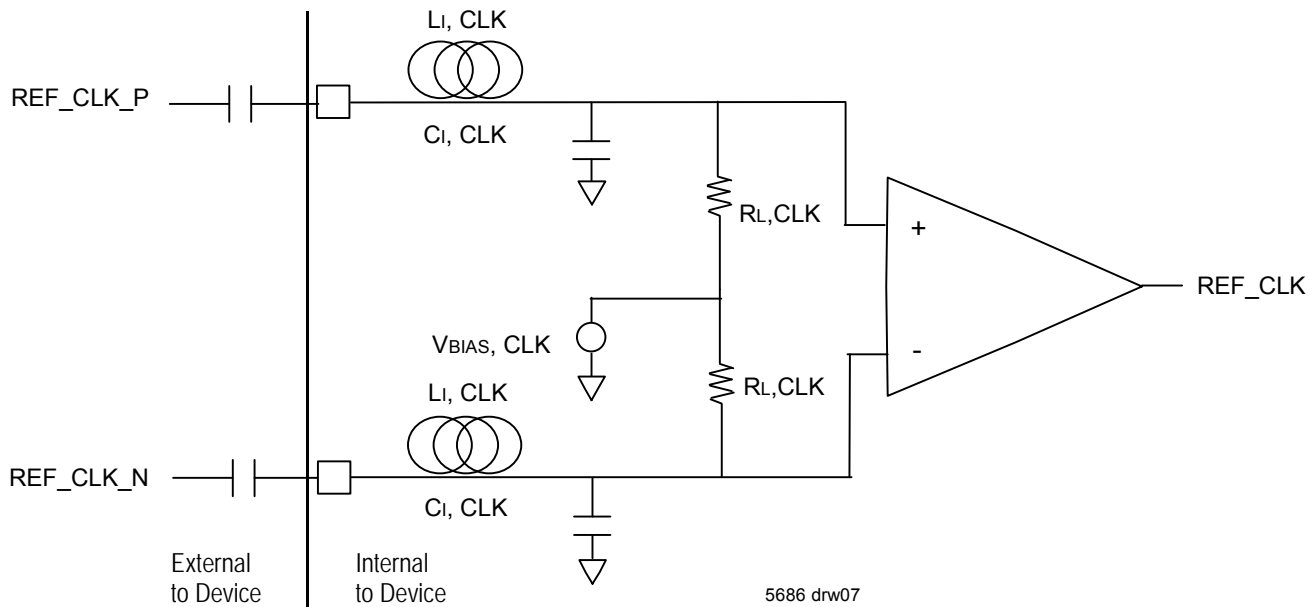 LI, CLK
REF_CLK_P
CI, CLK
RL,CLK
+
REF_CLK
VBIAS, CLK
-
RL,CLK
LI, CLK
REF_CLK_N
CI, CLK
External
to Device
Internal
to Device
5686 drw07